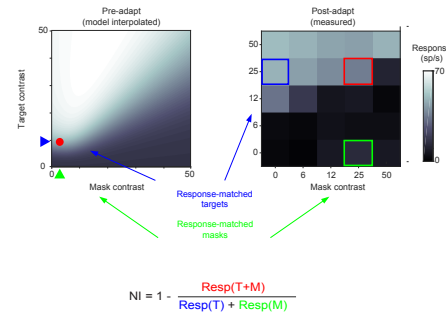 Pre-adapt
(model interpolated)
Post-adapt
(measured)
50
Target contrast
0
0
50
Mask contrast
50
25
12
6
0
0
6
12
25
50
Mask contrast
Respons
(sp/s)
70
0
Response-matched
targets
Response-matched
masks
NI = 1 - Resp(T+M)
Resp(T) + Resp(M)